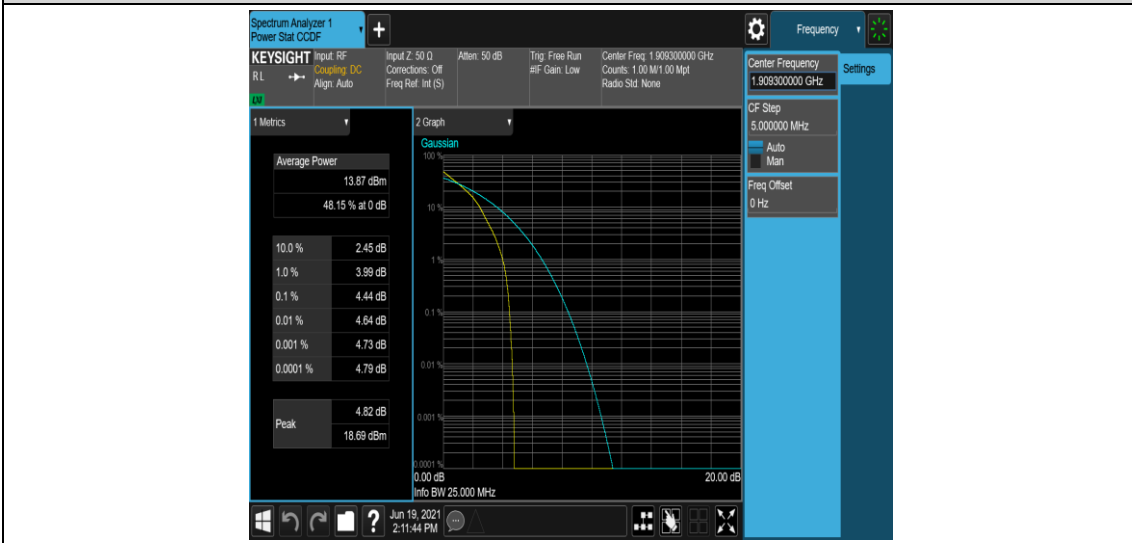 Spectrum Analyzer 1
Power Stat CCDF
+
Frequency
KEYSIGHT
Input: RF
Coupling: DC
Align: Auto
RL
LXI
Input Z: 50 Ω
Corrections: Off
Freq Ref: Int (S)
Atten: 50 dB
Trig: Free Run
#IF Gain: Low
Center Freq: 1.909300000 GHz
Counts: 1.00 M/1.00 Mpt
Radio Std: None
Center Frequency
1.909300000 GHz
Settings
CF Step
5.000000 MHz
Auto
Man
Freq Offset
0 Hz
1 Metrics
Average Power
13.87 dBm
48.15 % at 0 dB
10.0 % 2.45 dB
1.0 % 3.99 dB
0.1 % 4.44 dB
0.01 % 4.64 dB
0.001 % 4.73 dB
0.0001 % 4.79 dB
Peak
4.82 dB
18.69 dBm
2 Graph
Gaussian
100 %
10 %
1 %
0.1 %
0.01 %
0.001 %
0.0001 %
0.00 dB 20.00 dB
Info BW 25.000 MHz
?
Jun 19, 2021
2:11:44 PM